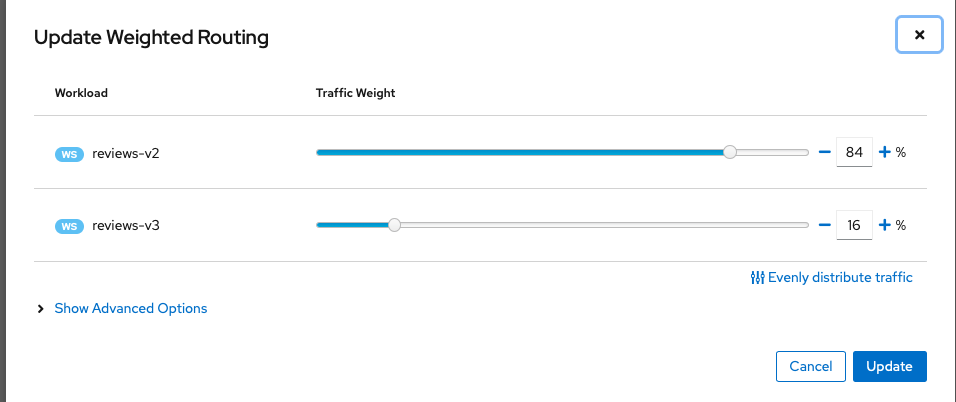 Update Weighted Routing
Workload Traffic Weight
WS reviews-v2 84 %
WS reviews-v3 16 %
Evenly distribute traffic
Show Advanced Options
Cancel Update